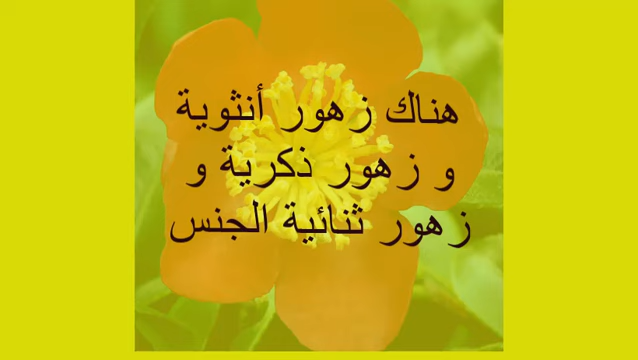 هناك زهور أنثوية
و زهور ذكرية و
زهور ثنائية الجنس